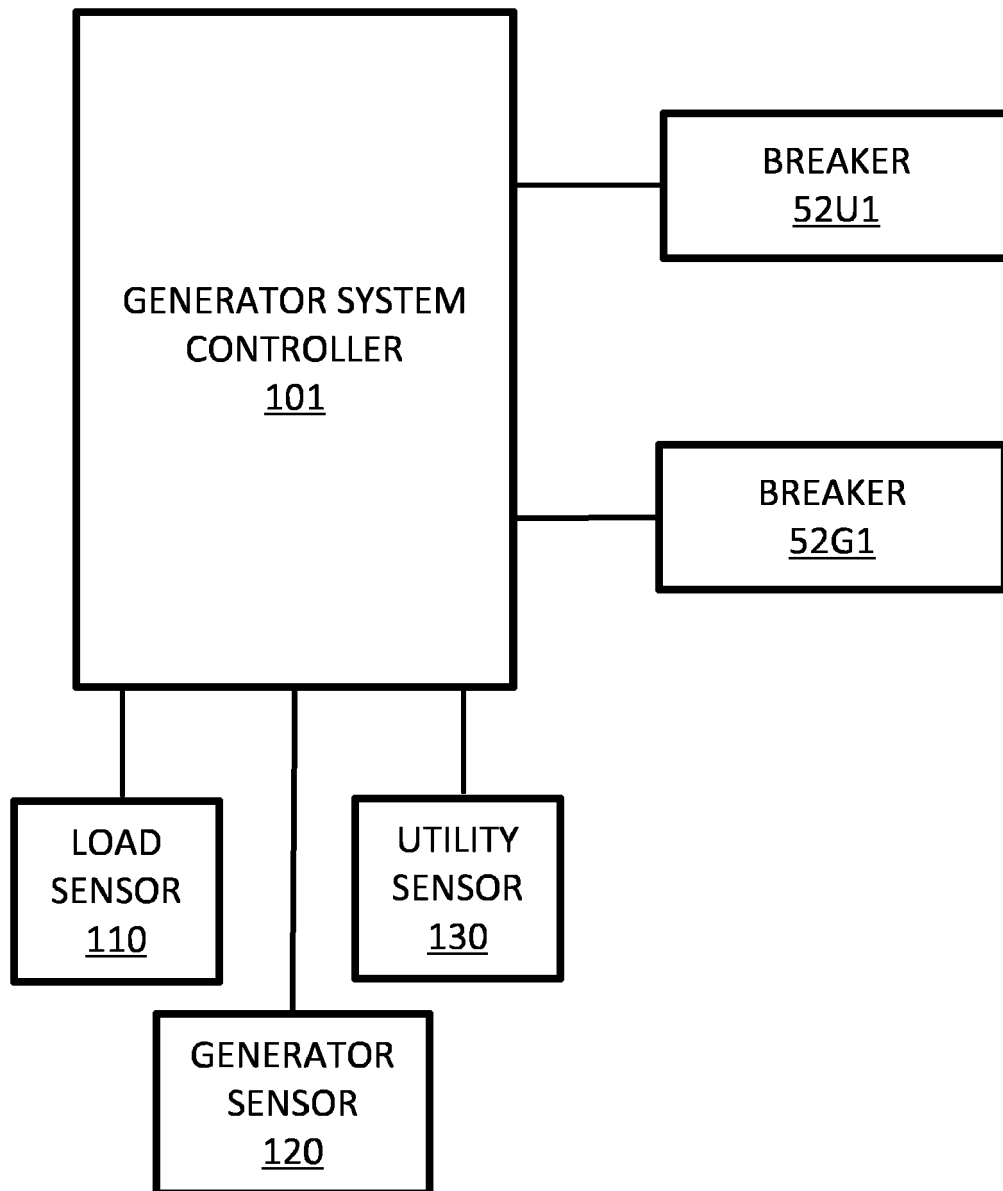 BREAKER
52U1
GENERATOR SYSTEM
CONTROLLER
101
BREAKER
52G1
LOAD
SENSOR
110
UTILITY
SENSOR
130
GENERATOR
SENSOR
120